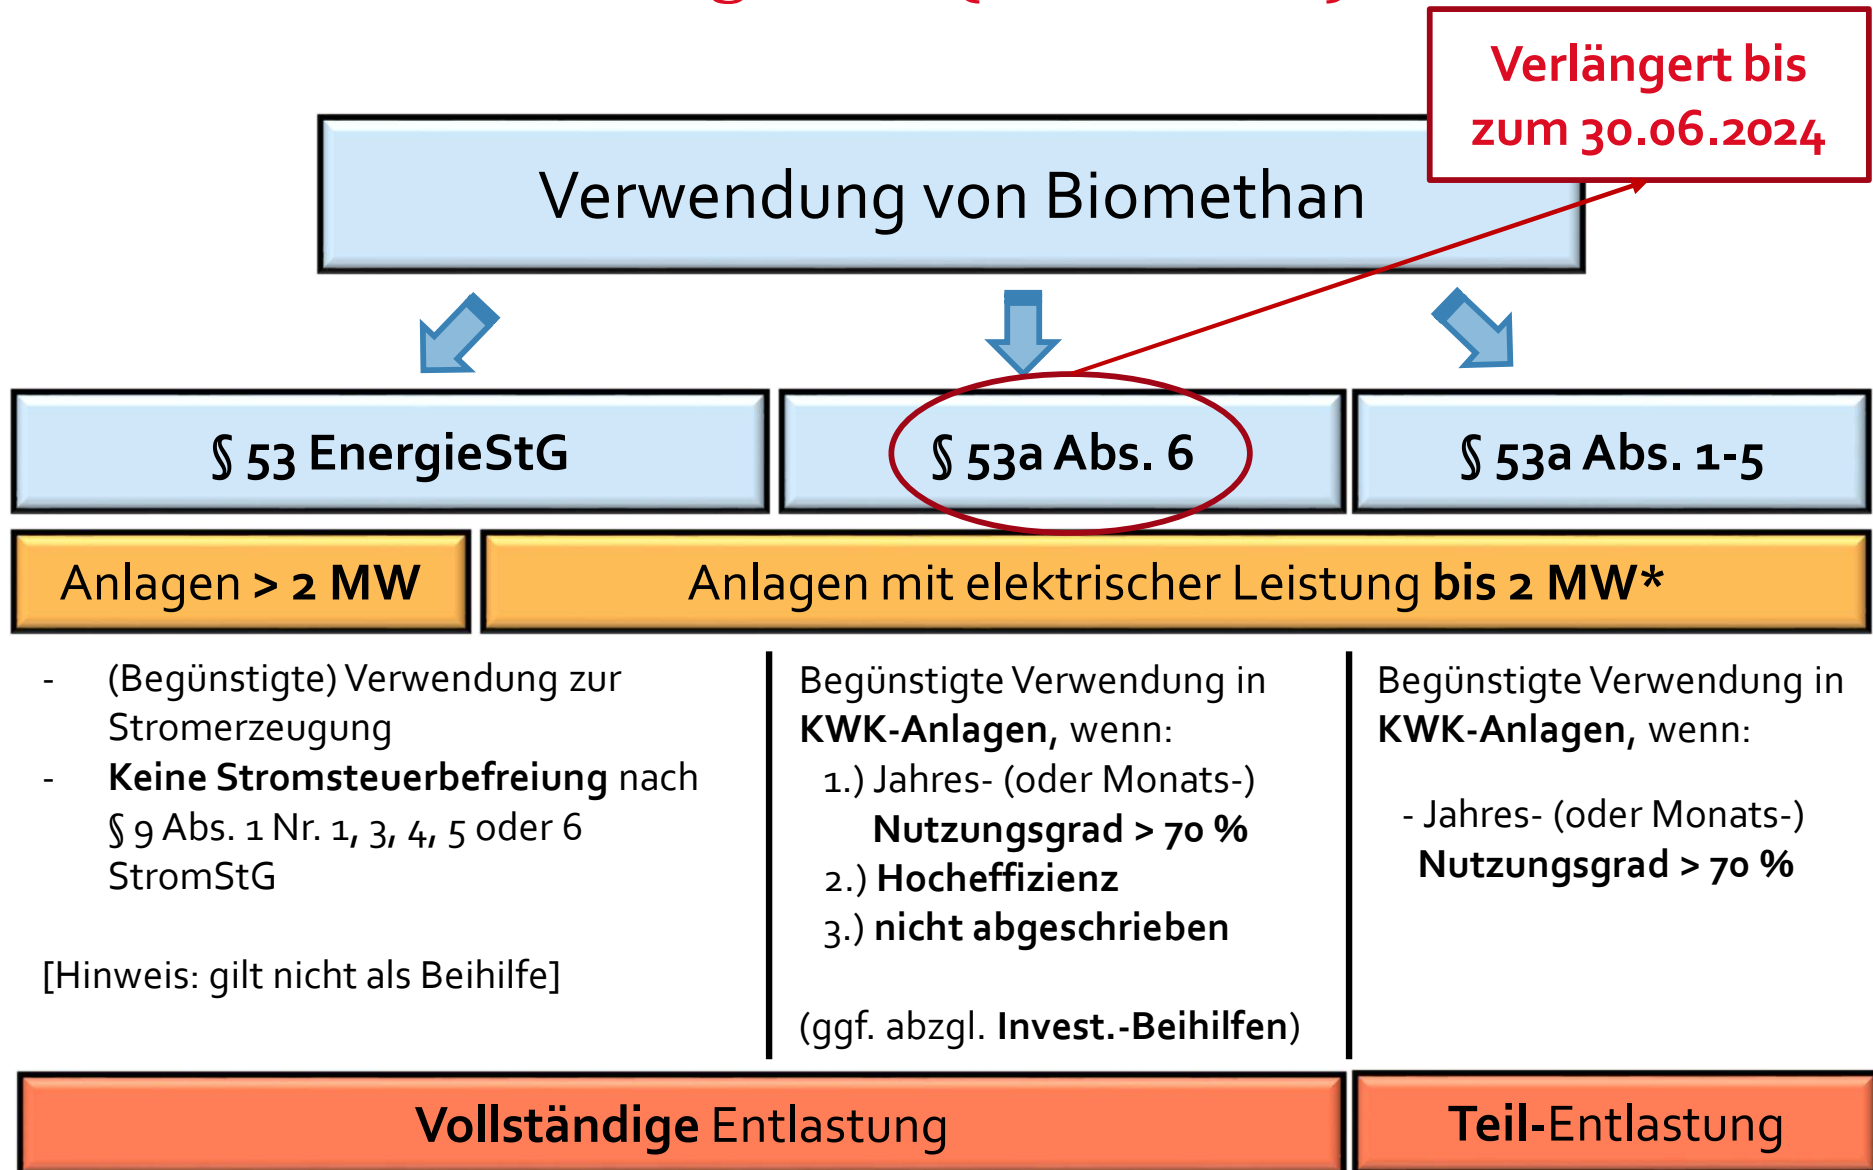 Verlängert bis
zum 30.06.2024
Verwendung von Biomethan
§ 53 EnergieStG
§ 53a Abs. 6
§ 53a Abs. 1-5
Anlagen > 2 MW
Anlagen mit elektrischer Leistung bis 2 MW*
- (Begünstigte) Verwendung zur
Stromerzeugung
- Keine Stromsteuerbefreiung nach
§ 9 Abs. 1 Nr. 1, 3, 4, 5 oder 6
StromStG
[Hinweis: gilt nicht als Beihilfe]
Begünstigte Verwendung in
KWK-Anlagen, wenn:
1.) Jahres- (oder Monats-)
Nutzungsgrad > 70 %
2.) Hocheffizienz
3.) nicht abgeschrieben
(ggf. abzgl. Invest.-Beihilfen)
Begünstigte Verwendung in
KWK-Anlagen, wenn:
- Jahres- (oder Monats-)
Nutzungsgrad > 70 %
Vollständige Entlastung
Teil-Entlastung